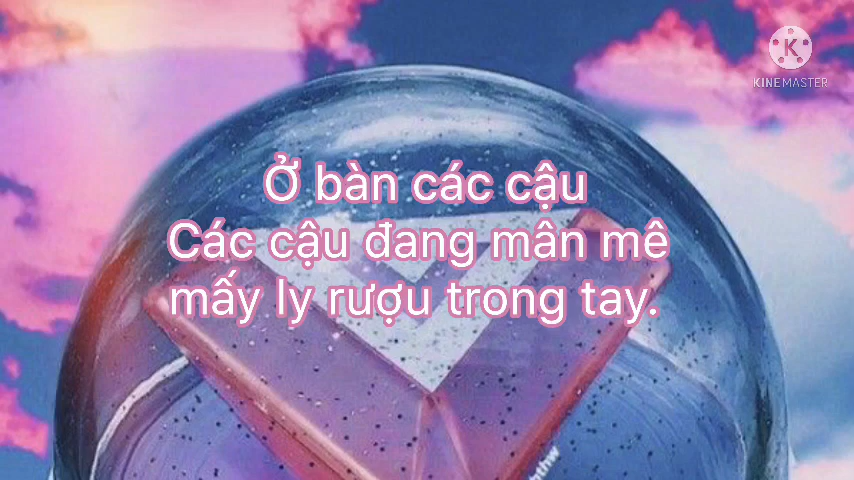 K
KINEMASTER
Ở bàn các cậu
Các cậu đang mân mê
mấy ly rượu trong tay.